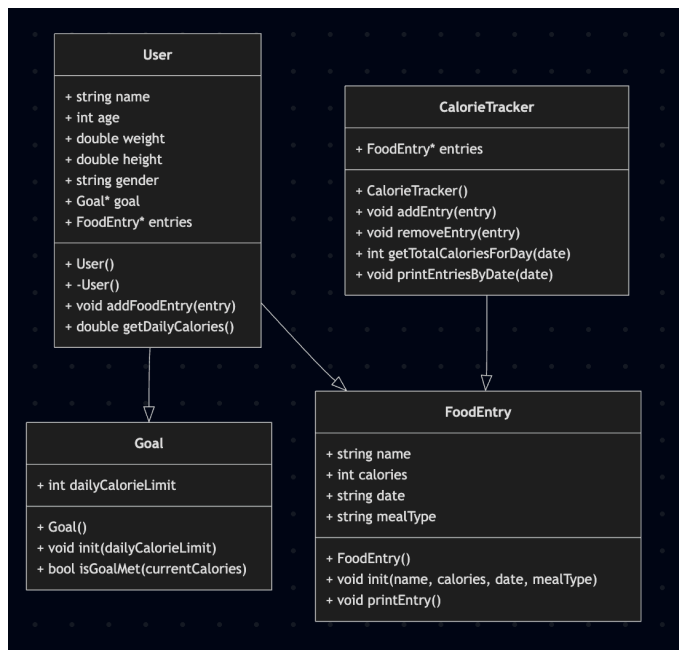 User
+ string name
+ int age
+ double weight
+ double height
+ string gender
+ Goal* goal
+ FoodEntry* entries
+ User()
+ -User()
+ void addFoodEntry(entry)
+ double getDailyCalories()
CalorieTracker
+ FoodEntry* entries
+ CalorieTracker()
+ void addEntry(entry)
+ void removeEntry(entry)
+ int getTotalCaloriesForDay(date)
+ void printEntriesByDate(date)
Goal
+ int dailyCalorieLimit
+ Goal()
+ void init(dailyCalorieLimit)
+ bool isGoalMet(currentCalories)
FoodEntry
+ string name
+ int calories
+ string date
+ string mealType
+ FoodEntry()
+ void init(name, calories, date, mealType)
+ void printEntry()